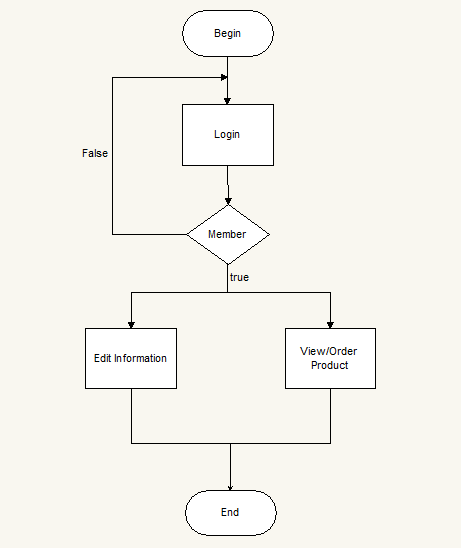 Begin
Login
False
Member
true
Edit Information
View/Order
Product
End